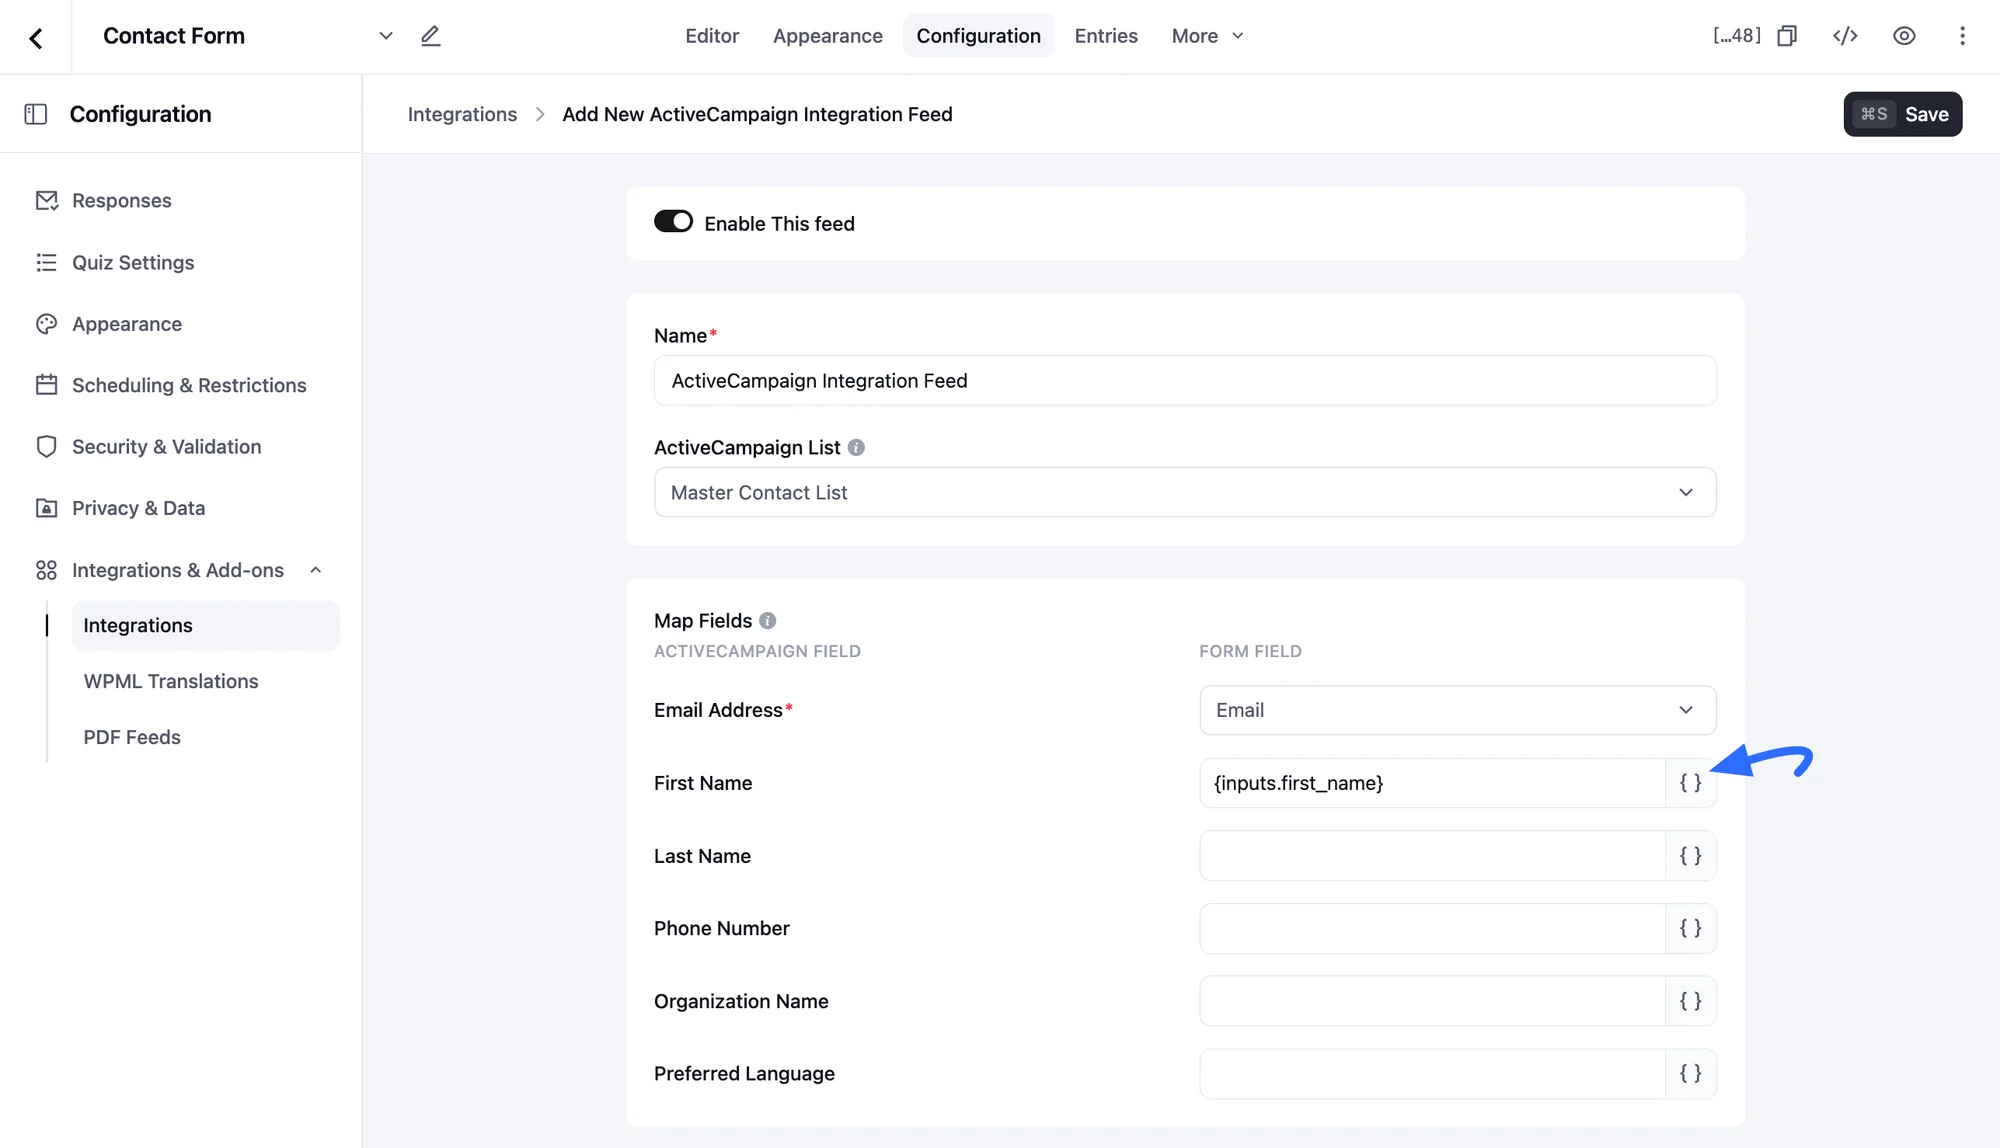 Contact Form
Editor Appearance Configuration Entries More
[...48] </>
Configuration
Integrations > Add New ActiveCampaign Integration Feed
⌘S Save
Responses
Quiz Settings
Appearance
Scheduling & Restrictions
Security & Validation
Privacy & Data
Integrations & Add-ons
Integrations
WPML Translations
PDF Feeds
Enable This feed
Name*
ActiveCampaign Integration Feed
ActiveCampaign List
Master Contact List
Map Fields
ACTIVECAMPAIGN FIELD FORM FIELD
Email Address* Email
First Name {inputs.first_name} { }
Last Name { }
Phone Number { }
Organization Name { }
Preferred Language { }